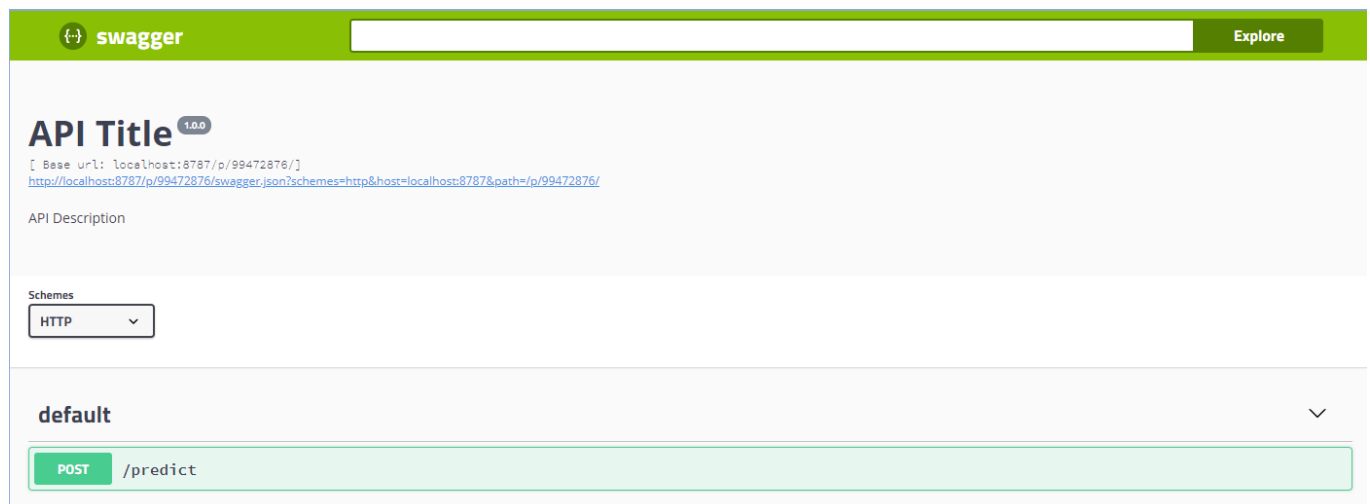 {··} swagger
Explore
API Title 1.0.0
[ Base url: localhost:8787/p/99472876/]
http://localhost:8787/p/99472876/swagger.json?schemes=http&host=localhost:8787&path=/p/99472876/
API Description
Schemes
HTTP
default
POST /predict